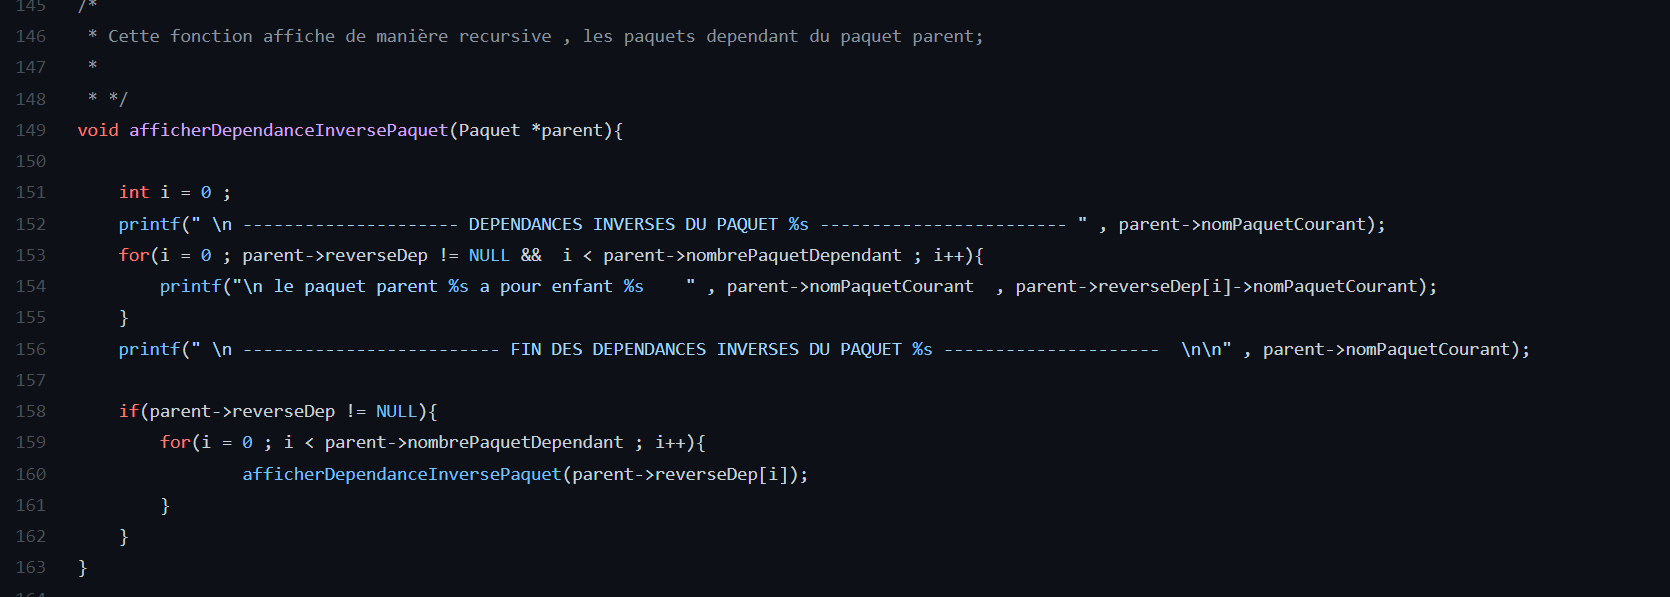 145 /*
146  * Cette fonction affiche de manière recursive , les paquets dependant du paquet parent;
147  *
148  * */
149 void afficherDependanceInversePaquet(Paquet *parent){
150
151     int i = 0 ;
152     printf(" \n --------------------- DEPENDANCES INVERSES DU PAQUET %s ------------------------ " , parent->nomPaquetCourant);
153     for(i = 0 ; parent->reverseDep != NULL &&  i < parent->nombrePaquetDependant ; i++){
154         printf("\n le paquet parent %s a pour enfant %s    " , parent->nomPaquetCourant  , parent->reverseDep[i]->nomPaquetCourant);
155     }
156     printf(" \n ------------------------- FIN DES DEPENDANCES INVERSES DU PAQUET %s ---------------------  \n\n" , parent->nomPaquetCourant);
157
158     if(parent->reverseDep != NULL){
159         for(i = 0 ; i < parent->nombrePaquetDependant ; i++){
160                 afficherDependanceInversePaquet(parent->reverseDep[i]);
161         }
162     }
163 }
164